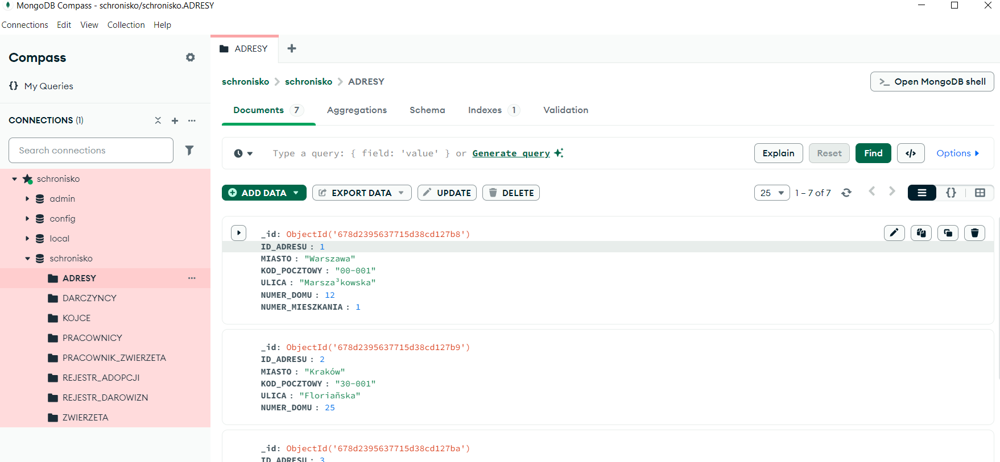 MongoDB Compass - schronisko/schronisko.ADRESY
Connections Edit View Collection Help
Compass
{} My Queries
CONNECTIONS (1)
Search connections
schronisko
admin
config
local
schronisko
ADRESY
DARCZYNCY
KOJCE
PRACOWNICY
PRACOWNIK_ZWIERZETA
REJESTR_ADOPCJI
REJESTR_DAROWIZN
ZWIERZETA
ADRESY
schronisko > schronisko > ADRESY
>_ Open MongoDB shell
Documents 7 Aggregations Schema Indexes 1 Validation
Type a query: { field: 'value' } or Generate query
Explain Reset Find </> Options
ADD DATA EXPORT DATA UPDATE DELETE
25 1 – 7 of 7 {}
_id: ObjectId('678d2395637715d38cd127b8')
ID_ADRESU : 1
MIASTO : "Warszawa"
KOD_POCZTOWY : "00-001"
ULICA : "Marsza³kowska"
NUMER_DOMU : 12
NUMER_MIESZKANIA : 1
_id: ObjectId('678d2395637715d38cd127b9')
ID_ADRESU : 2
MIASTO : "Kraków"
KOD_POCZTOWY : "30-001"
ULICA : "Floriañska"
NUMER_DOMU : 25
_id: ObjectId('678d2395637715d38cd127ba')
ID_ADRESU : 3